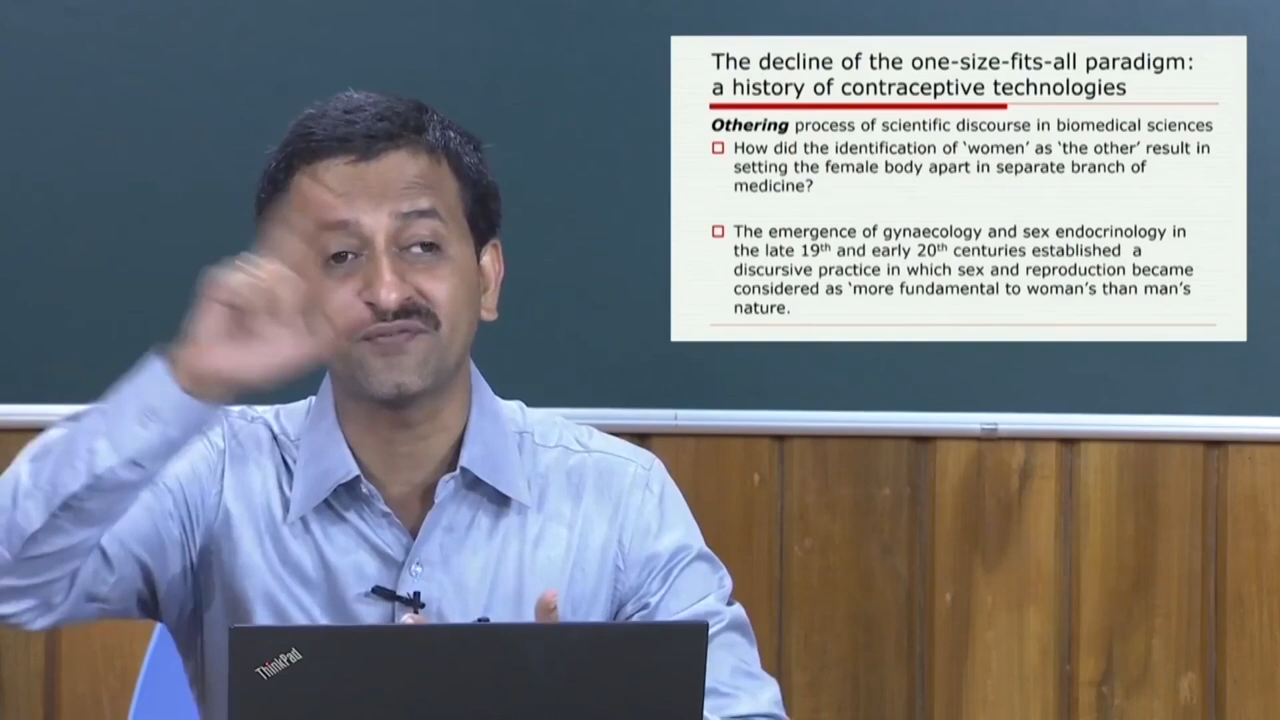 The decline of the one-size-fits-all paradigm:
a history of contraceptive technologies
Othering process of scientific discourse in biomedical sciences
How did the identification of ‘women’ as ‘the other’ result in
setting the female body apart in separate branch of
medicine?
The emergence of gynaecology and sex endocrinology in
the late 19th and early 20th centuries established a
discursive practice in which sex and reproduction became
considered as ‘more fundamental to woman’s than man’s
nature.
ThinkPad